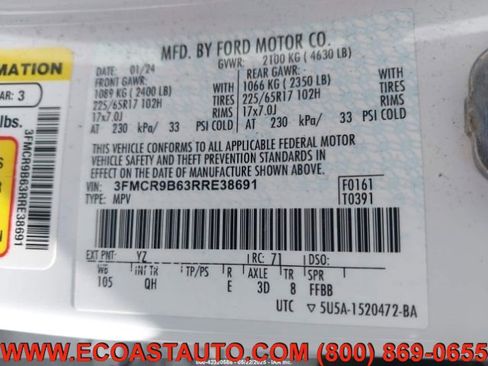 MFD. BY FORD MOTOR CO.
DATE: 01/24
GVWR: 2100 KG ( 4630 LB)
FRONT GAWR:
REAR GAWR:
1089 KG ( 2400 LB) WITH
1066 KG ( 2350 LB) WITH
225/65R17 102H TIRES
225/65R17 102H TIRES
17x7.0J RIMS
17x7.0J RIMS
AT 230 kPa/ 33 PSI COLD
AT 230 kPa/ 33 PSI COLD
THIS VEHICLE CONFORMS TO ALL APPLICABLE FEDERAL MOTOR
VEHICLE SAFETY AND BUMPER AND THEFT PREVENTION STANDARDS IN
EFFECT ON THE DATE OF MANUFACTURE SHOWN ABOVE.
VIN: 3FMCR9B63RRE38691
TYPE: MPV
F0161
T0391
EXT PNT: YZ RC: 71 DSO:
WB INT TR TP/PS R AXLE TR SPR
105 QH E 3D 8 FFBB
UTC 5U5A-1520472-BA
RMATION
AR: 3
lbs.
3FMCR9B63RRE38691
WWW.ECOASTAUTO.COM (800) 869-0655